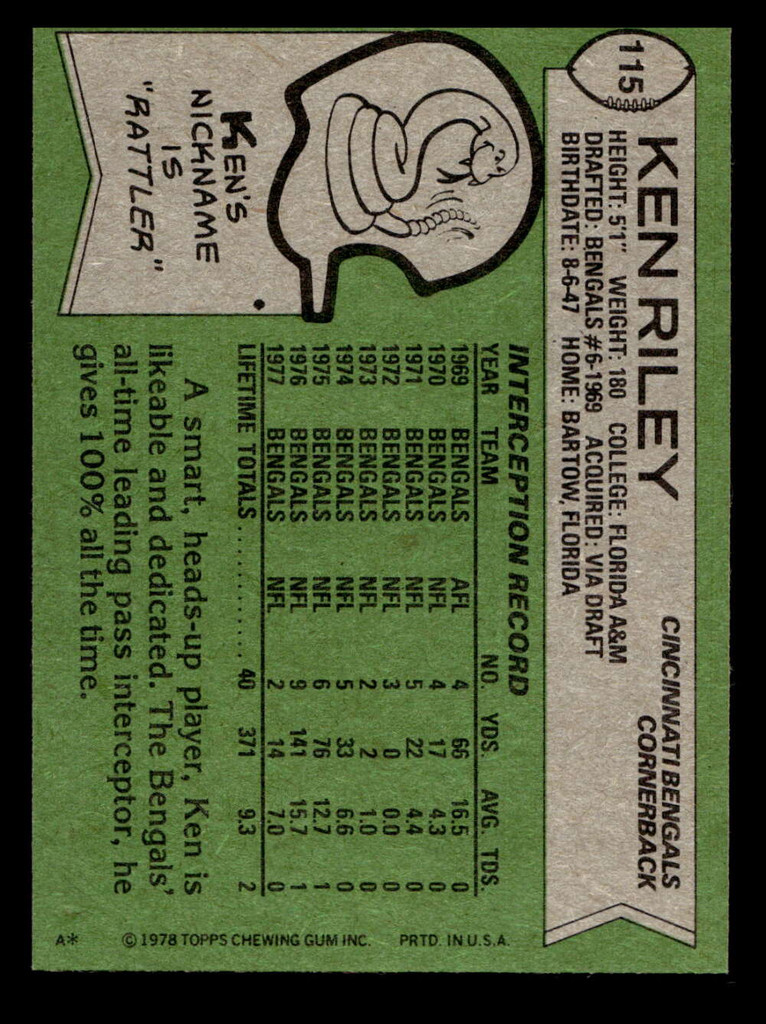 115
KEN RILEY
CINCINNATI BENGALS
CORNERBACK
HEIGHT: 5'1" WEIGHT: 180 COLLEGE: FLORIDA A&M
DRAFTED: BENGALS #6-1969 ACQUIRED: VIA DRAFT
BIRTHDATE: 8-6-47 HOME: BARTOW, FLORIDA
KEN'S
NICKNAME
IS
"RATTLER"
INTERCEPTION RECORD
YEAR TEAM NO. YDS. AVG. TDS.
1969 BENGALS AFL 4 66 16.5 0
1970 BENGALS NFL 4 17 4.3 0
1971 BENGALS NFL 5 22 4.4 0
1972 BENGALS NFL 3 0 0.0 0
1973 BENGALS NFL 2 2 1.0 0
1974 BENGALS NFL 5 33 6.6 0
1975 BENGALS NFL 6 76 12.7 1
1976 BENGALS NFL 9 141 15.7 1
1977 BENGALS NFL 2 14 7.0 0
LIFETIME TOTALS............ 40 371 9.3 2
A smart, heads-up player, Ken is
likeable and dedicated. The Bengals'
all-time leading pass interceptor, he
gives 100% all the time.
A* © 1978 TOPPS CHEWING GUM INC. PRTD. IN U.S.A.